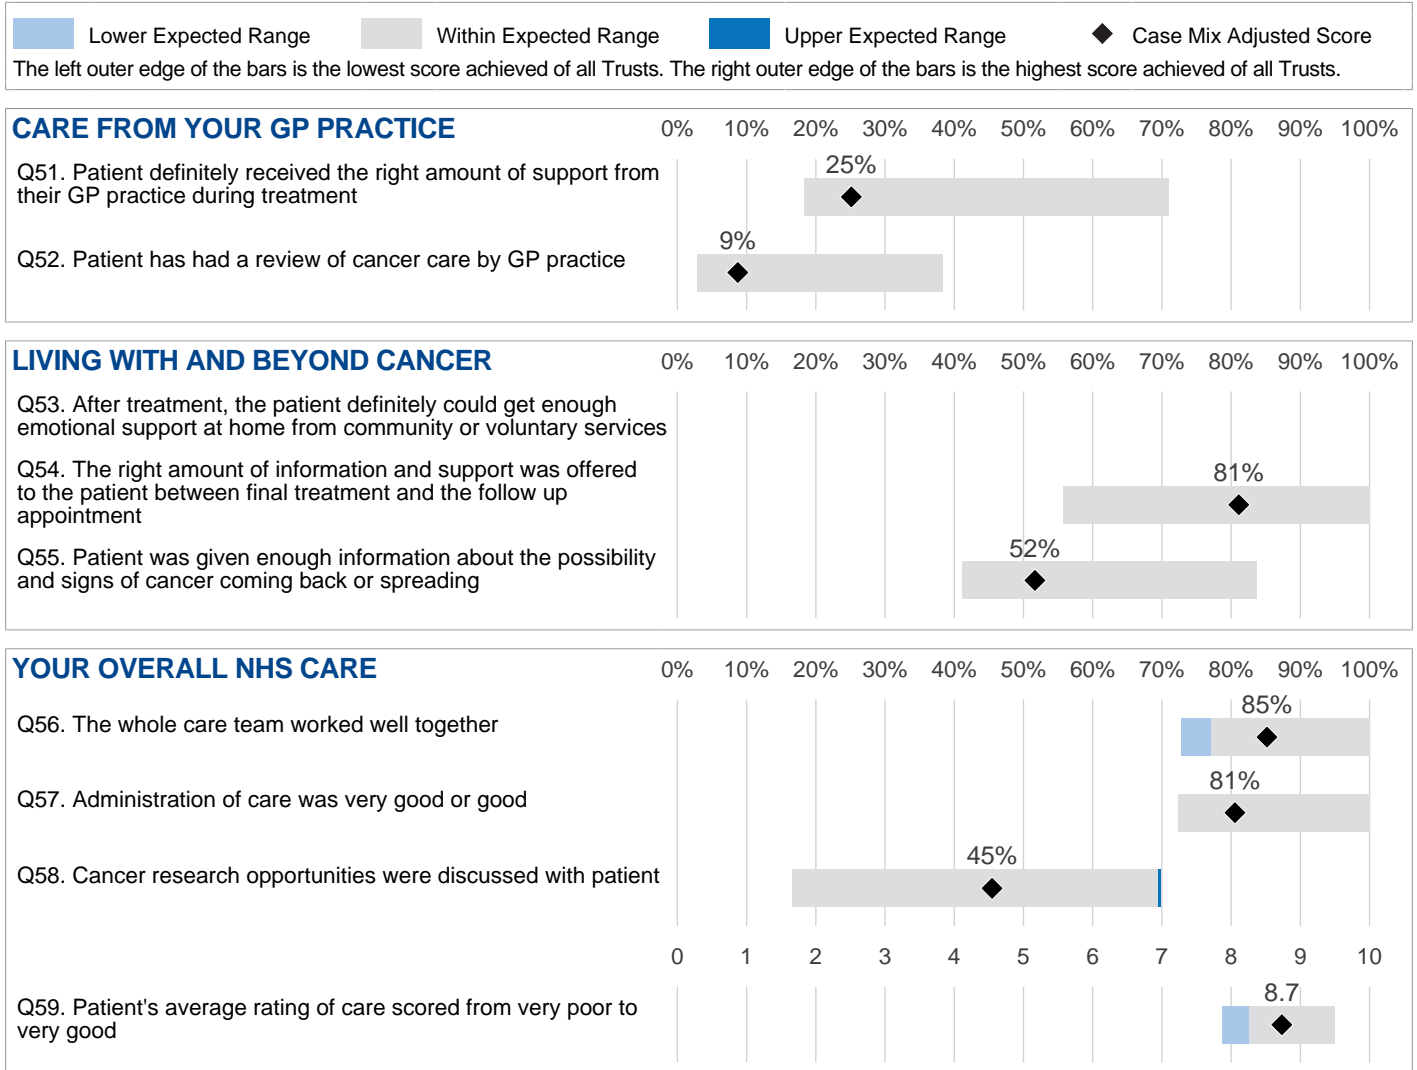 Lower Expected Range Within Expected Range Upper Expected Range Case Mix Adjusted Score
The left outer edge of the bars is the lowest score achieved of all Trusts. The right outer edge of the bars is the highest score achieved of all Trusts.
CARE FROM YOUR GP PRACTICE 0% 10% 20% 30% 40% 50% 60% 70% 80% 90% 100%
Q51. Patient definitely received the right amount of support from
their GP practice during treatment
25%
Q52. Patient has had a review of cancer care by GP practice
9%
LIVING WITH AND BEYOND CANCER 0% 10% 20% 30% 40% 50% 60% 70% 80% 90% 100%
Q53. After treatment, the patient definitely could get enough
emotional support at home from community or voluntary services
Q54. The right amount of information and support was offered
to the patient between final treatment and the follow up
appointment
81%
Q55. Patient was given enough information about the possibility
and signs of cancer coming back or spreading
52%
YOUR OVERALL NHS CARE 0% 10% 20% 30% 40% 50% 60% 70% 80% 90% 100%
Q56. The whole care team worked well together
85%
Q57. Administration of care was very good or good
81%
Q58. Cancer research opportunities were discussed with patient
45%
0 1 2 3 4 5 6 7 8 9 10
Q59. Patient's average rating of care scored from very poor to
very good
8.7